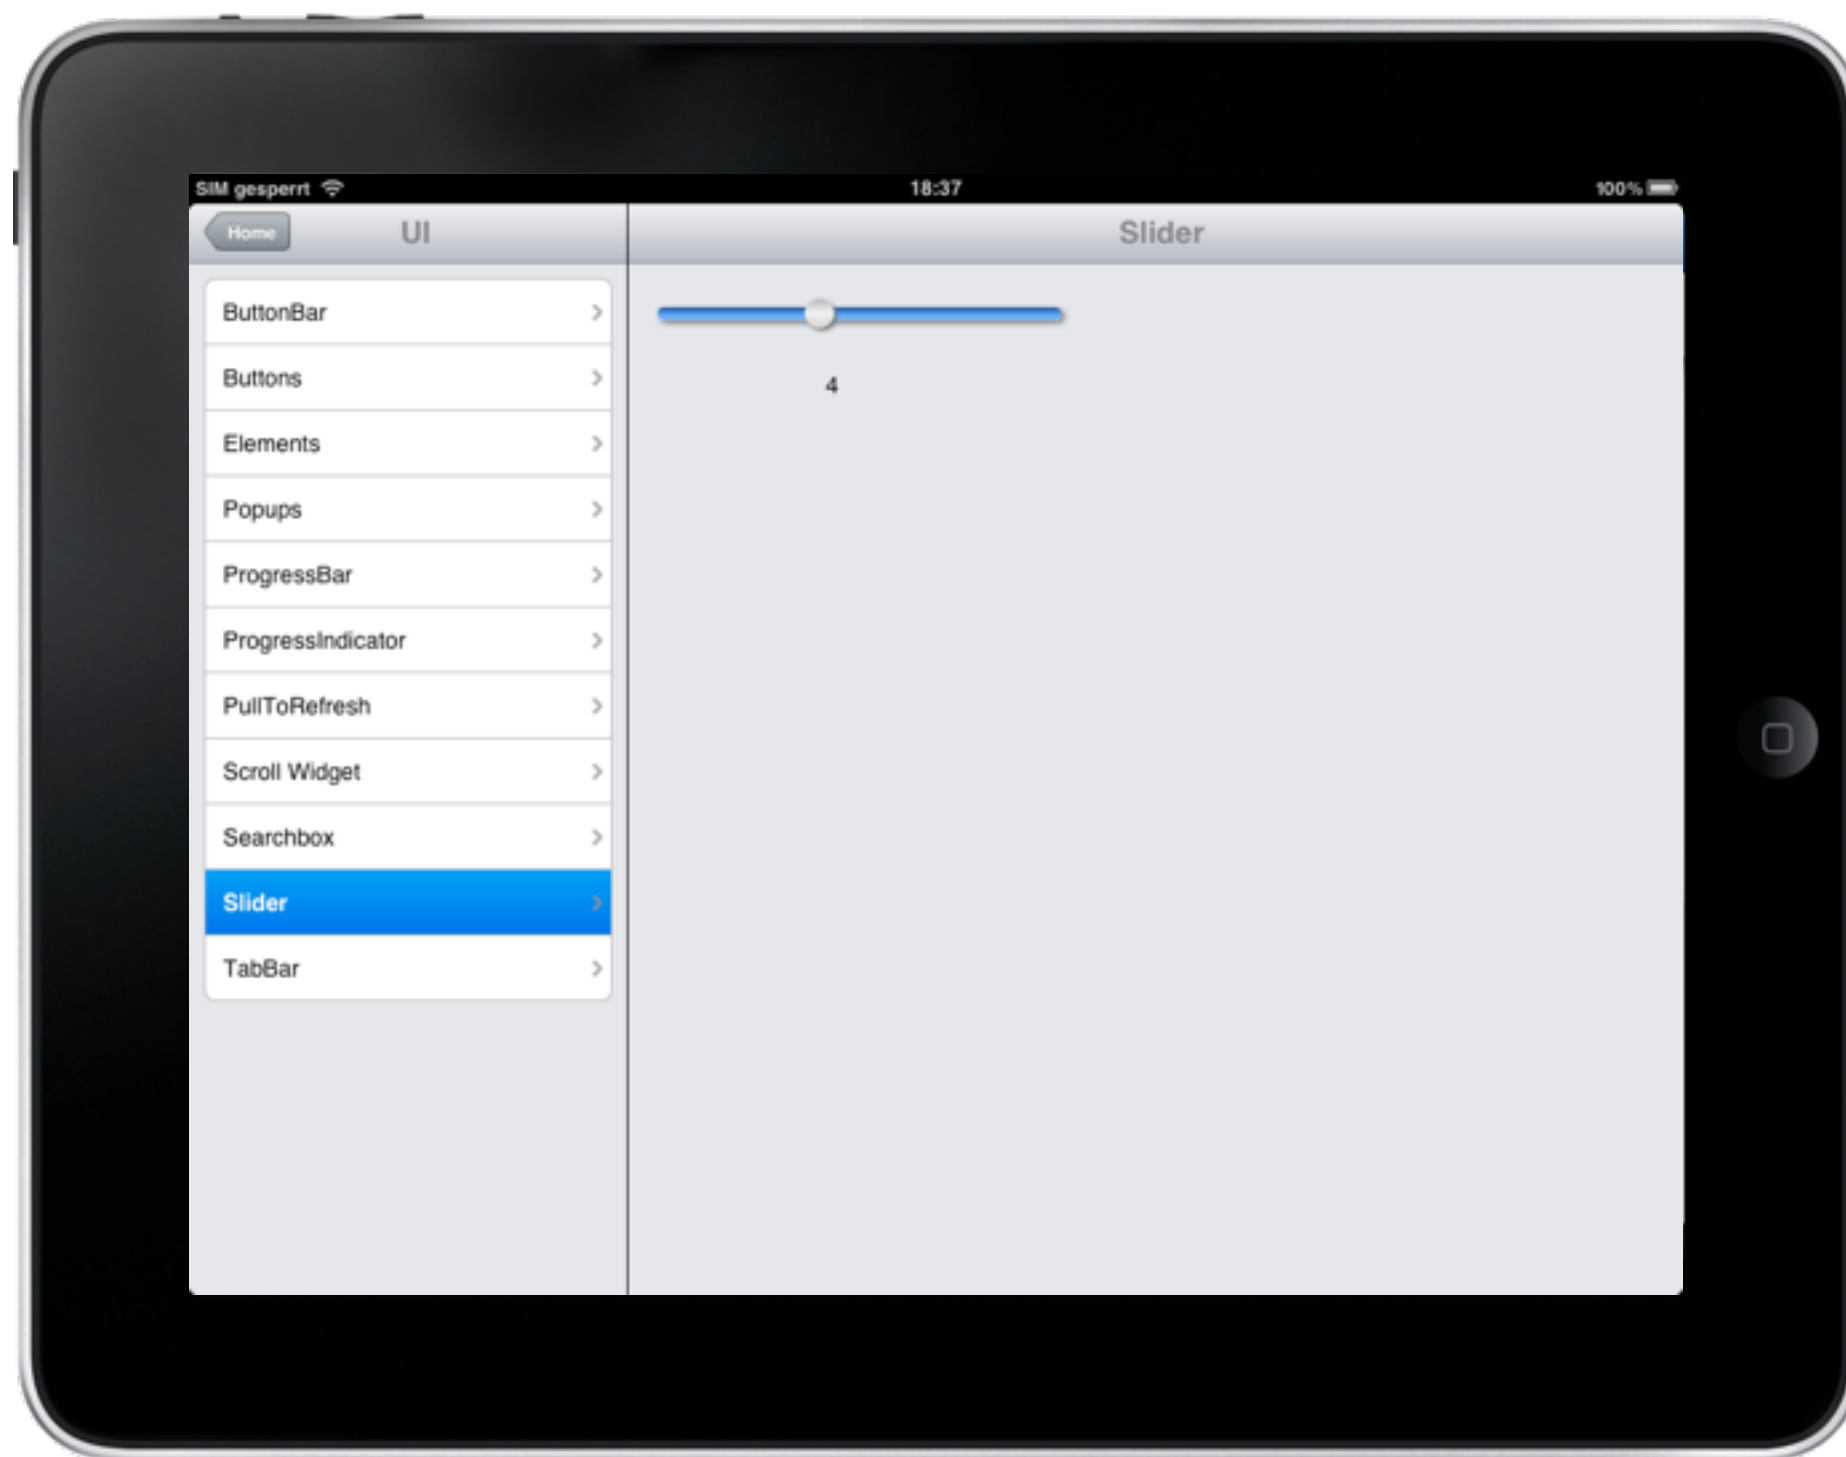 SIM gesperrt 18:37 100%
Home UI Slider
ButtonBar
Buttons
4
Elements
Popups
ProgressBar
ProgressIndicator
PullToRefresh
Scroll Widget
Searchbox
Slider
TabBar